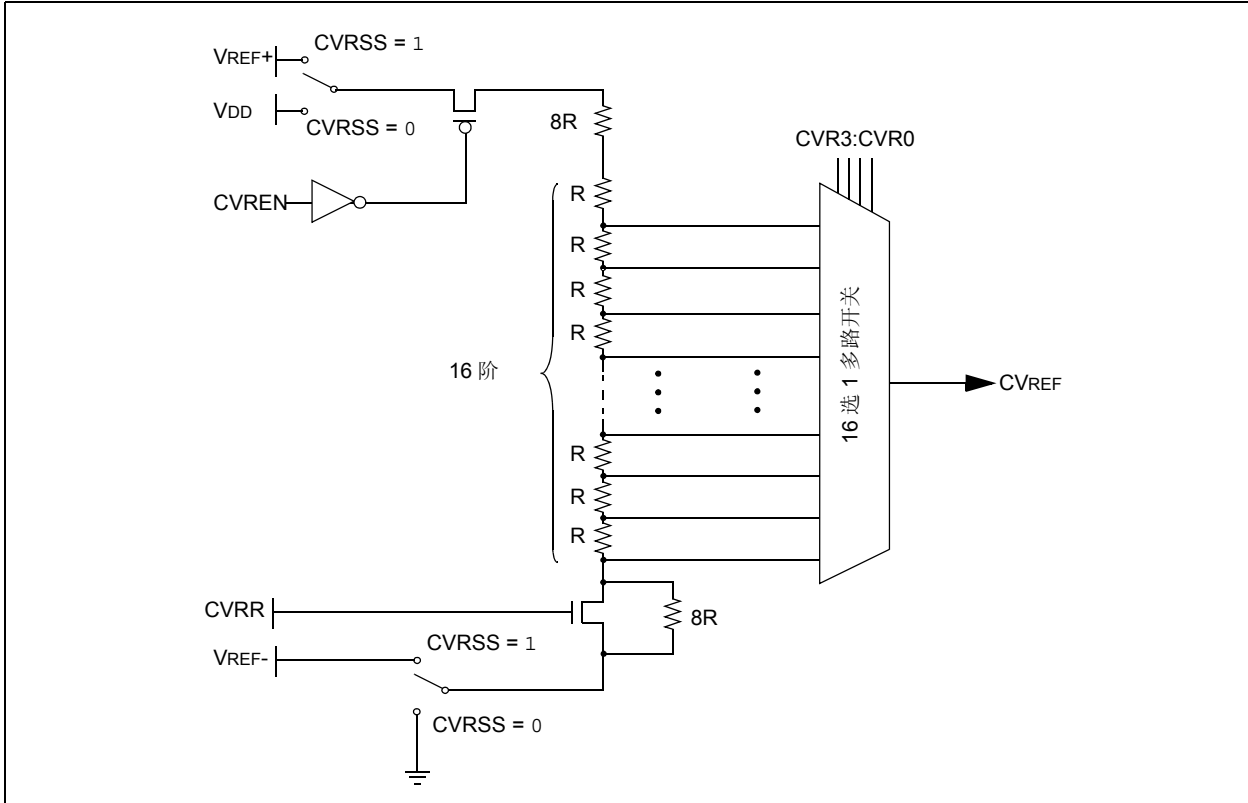 VREF+
CVRSS = 1
VDD
CVRSS = 0
8R
CVREN
CVR3:CVR0
R
R
R
R
16 阶
16 选 1 多路开关
CVREF
R
R
R
CVRR
8R
CVRSS = 1
VREF-
CVRSS = 0